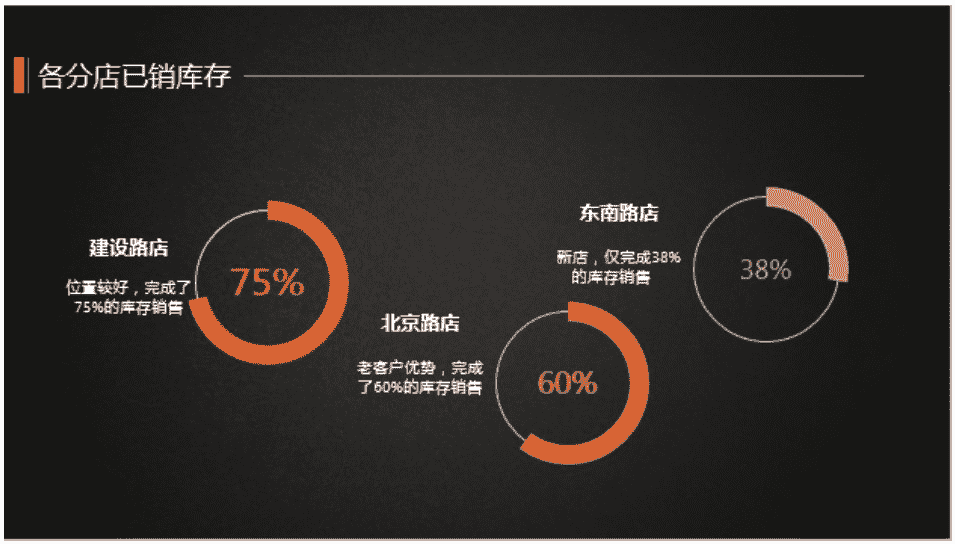 各分店已销库存
建设路店
位置较好，完成了
75%的库存销售
75%
北京路店
老客户优势，完成
了60%的库存销售
60%
东南路店
新店，仅完成38%
的库存销售
38%